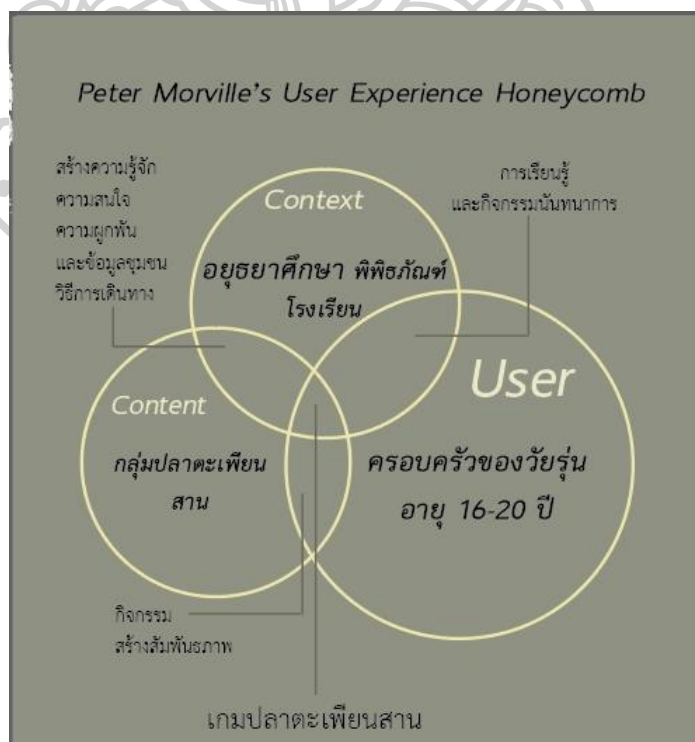 Peter Morville's User Experience Honeycomb
สร้างความรู้จัก
ความสนใจ
ความผูกพัน
และข้อมูลชุมชน
วิธีการเดินทาง
การเรียนรู้
และกิจกรรมนันทนาการ
Context
อยุธยาศึกษา พิพิธภัณฑ์
โรงเรียน
User
ครอบครัวของวัยรุ่น
อายุ 16-20 ปี
Content
กลุ่มปลาตะเพียน
สาน
กิจกรรม
สร้างสัมพันธภาพ
เกมปลาตะเพียนสาน